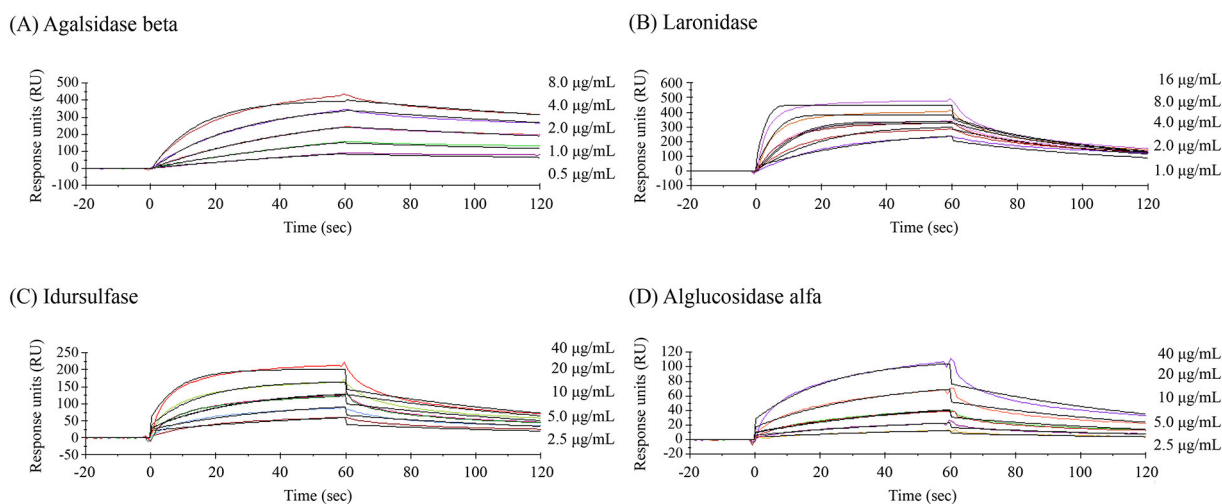 (A) Agalsidase beta
Response units (RU)
500
400
300
200
100
0
-100
-20
0
20
40
60
80
100
120
Time (sec)
8.0 μg/mL
4.0 μg/mL
2.0 μg/mL
1.0 μg/mL
0.5 μg/mL
(B) Laronidase
Response units (RU)
600
500
400
300
200
100
0
-100
-20
0
20
40
60
80
100
120
Time (sec)
16 μg/mL
8.0 μg/mL
4.0 μg/mL
2.0 μg/mL
1.0 μg/mL
(C) Idursulfase
Response units (RU)
250
200
150
100
50
0
-50
-20
0
20
40
60
80
100
120
Time (sec)
40 μg/mL
20 μg/mL
10 μg/mL
5.0 μg/mL
2.5 μg/mL
(D) Alglucosidase alfa
Response units (RU)
120
100
80
60
40
20
0
-20
-20
0
20
40
60
80
100
120
Time (sec)
40 μg/mL
20 μg/mL
10 μg/mL
5.0 μg/mL
2.5 μg/mL